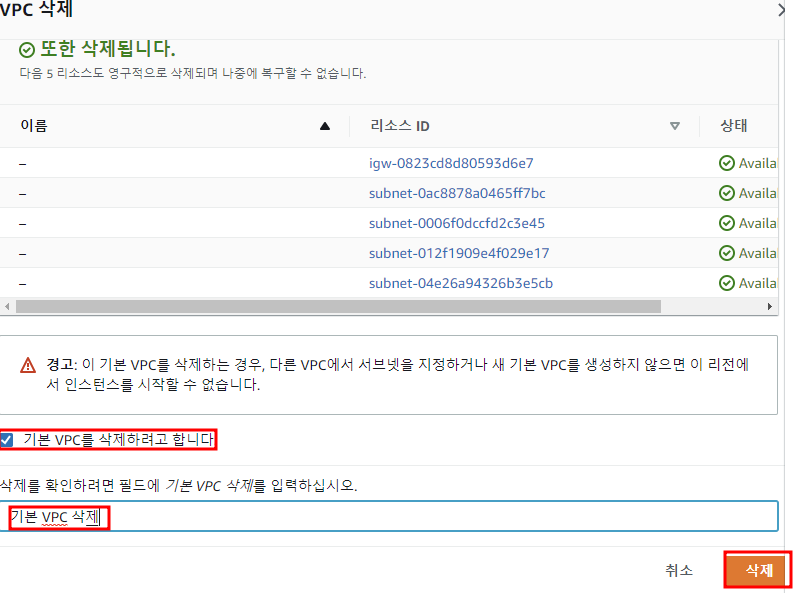 VPC 삭제
또한 삭제됩니다.
다음 5 리소스도 영구적으로 삭제되며 나중에 복구할 수 없습니다.
이름 ▲ 리소스 ID ▽ 상태
– igw-0823cd8d80593d6e7 Availa
– subnet-0ac8878a0465ff7bc Availa
– subnet-0006f0dccfd2c3e45 Availa
– subnet-012f1909e4f029e17 Availa
– subnet-04e26a94326b3e5cb Availa
경고: 이 기본 VPC를 삭제하는 경우, 다른 VPC에서 서브넷을 지정하거나 새 기본 VPC를 생성하지 않으면 이 리전에
서 인스턴스를 시작할 수 없습니다.
기본 VPC를 삭제하려고 합니다
삭제를 확인하려면 필드에 기본 VPC 삭제를 입력하십시오.
기본 VPC 삭제
취소 삭제